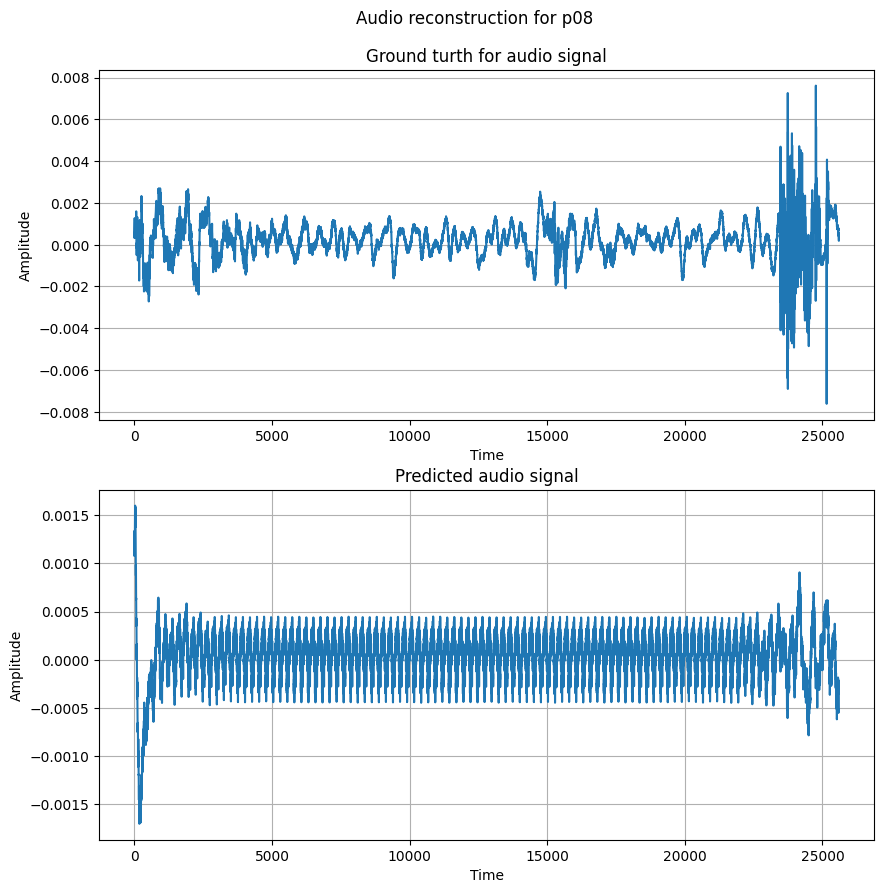 Audio reconstruction for p08
Ground turth for audio signal
0.008
0.006
0.004
0.002
0.000
−0.002
−0.004
−0.006
−0.008
Amplitude
0 5000 10000 15000 20000 25000
Time
Predicted audio signal
0.0015
0.0010
0.0005
0.0000
−0.0005
−0.0010
−0.0015
Amplitude
0 5000 10000 15000 20000 25000
Time